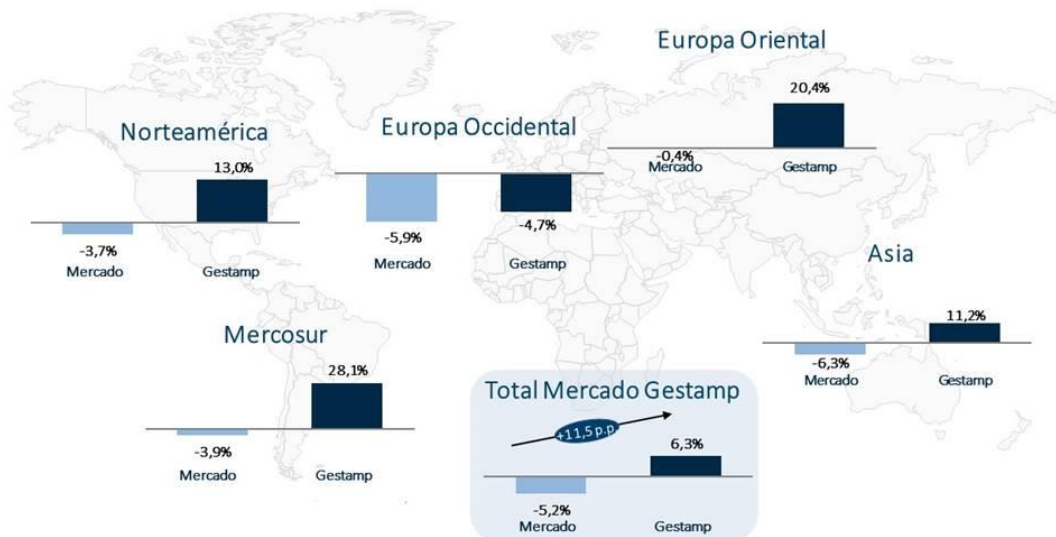 Norteamérica
13,0%
-3,7%
Mercado
Gestamp
Europa Occidental
-5,9%
-4,7%
Mercado
Gestamp
Europa Oriental
20,4%
-0,4%
Mercado
Gestamp
Mercosur
28,1%
-3,9%
Mercado
Gestamp
Asia
11,2%
-6,3%
Mercado
Gestamp
Total Mercado Gestamp
+11,5 p.p
6,3%
-5,2%
Mercado
Gestamp